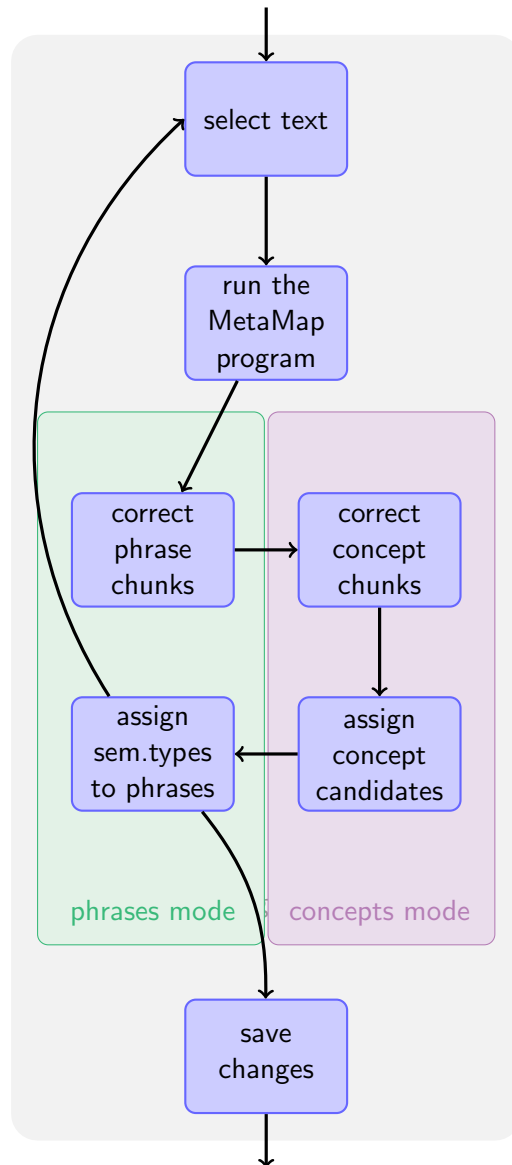 select text
run the
MetaMap
program
correct
phrase
chunks
correct
concept
chunks
assign
sem.types
to phrases
assign
concept
candidates
phrases mode
concepts mode
save
changes